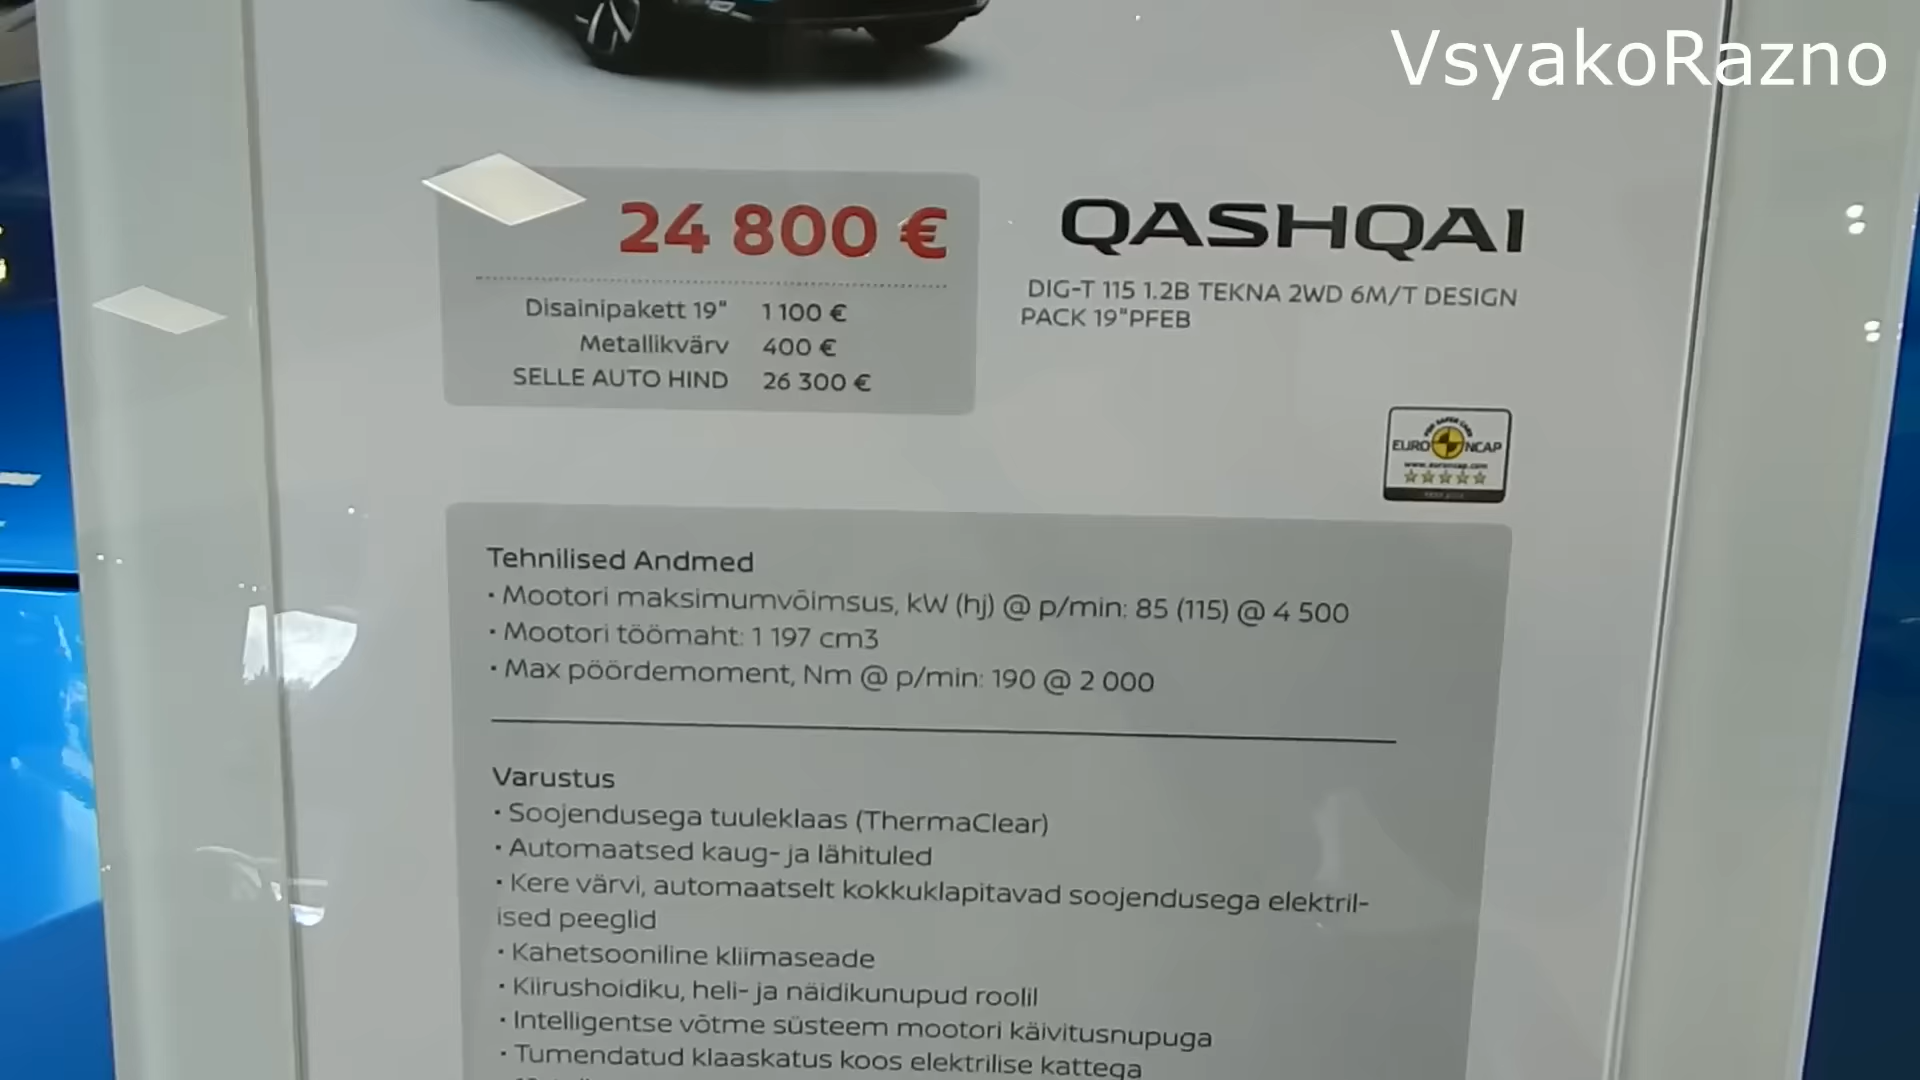 VsyakoRazno
24 800 €
Disainipakett 19" 1 100 €
Metallikvärv 400 €
SELLE AUTO HIND 26 300 €
QASHQAI
DIG-T 115 1.2B TEKNA 2WD 6M/T DESIGN
PACK 19"PFEB
FOR SAFER CARS
EURO NCAP
www.euroncap.com
Tehnilised Andmed
• Mootori maksimumvõimsus, kW (hj) @ p/min: 85 (115) @ 4 500
• Mootori töömaht: 1 197 cm3
• Max pöördemoment, Nm @ p/min: 190 @ 2 000
Varustus
• Soojendusega tuuleklaas (ThermaClear)
• Automaatsed kaug- ja lähituled
• Kere värvi, automaatselt kokkuklapitavad soojendusega elektril-
ised peeglid
• Kahetsooniline kliimaseade
• Kiirushoidiku, heli- ja näidikunupud roolil
• Intelligentse võtme süsteem mootori käivitusnupuga
• Tumendatud klaaskatus koos elektrilise kattega